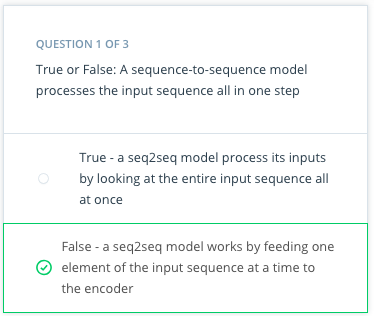 QUESTION 1 OF 3
True or False: A sequence-to-sequence model
processes the input sequence all in one step
True - a seq2seq model process its inputs
by looking at the entire input sequence all
at once
False - a seq2seq model works by feeding one
element of the input sequence at a time to
the encoder